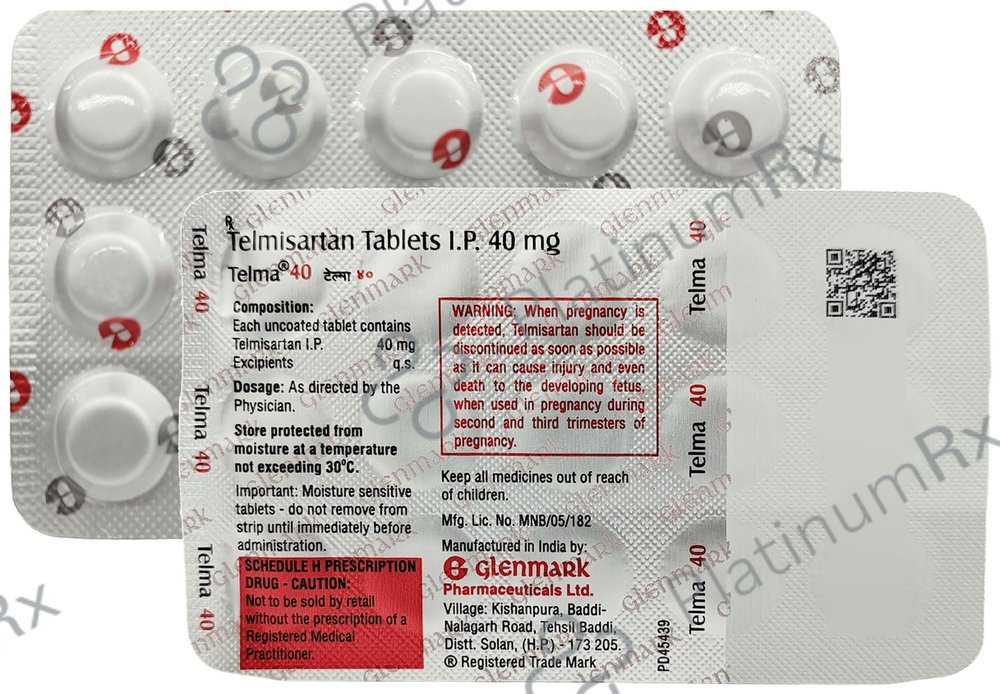 PlatinumRx
Glenmark
℞
Telmisartan Tablets I.P. 40 mg
Telma®40 टेल्मा ४०
Composition:
Each uncoated tablet contains
Telmisartan I.P. 40 mg
Excipients q.s.
Dosage: As directed by the
Physician.
Store protected from
moisture at a temperature
not exceeding 30°C.
Important: Moisture sensitive
tablets - do not remove from
strip until immediately before
administration.
SCHEDULE H PRESCRIPTION
DRUG - CAUTION:
Not to be sold by retail
without the prescription of a
Registered Medical
Practitioner.
WARNING: When pregnancy is
detected, Telmisartan should be
discontinued as soon as possible
as it can cause injury and even
death to the developing fetus,
when used in pregnancy during
second and third trimesters of
pregnancy.
Keep all medicines out of reach
of children.
Mfg. Lic. No. MNB/05/182
Manufactured in India by:
Glenmark
Pharmaceuticals Ltd.
Village: Kishanpura, Baddi-
Nalagarh Road, Tehsil Baddi,
Distt. Solan, (H.P.) - 173 205.
® Registered Trade Mark
PD45439
Telma 40
Telma 40
Telma 40
Telma 40
Telma 40
Telma 40
PlatinumRx
PlatinumRx
Rx